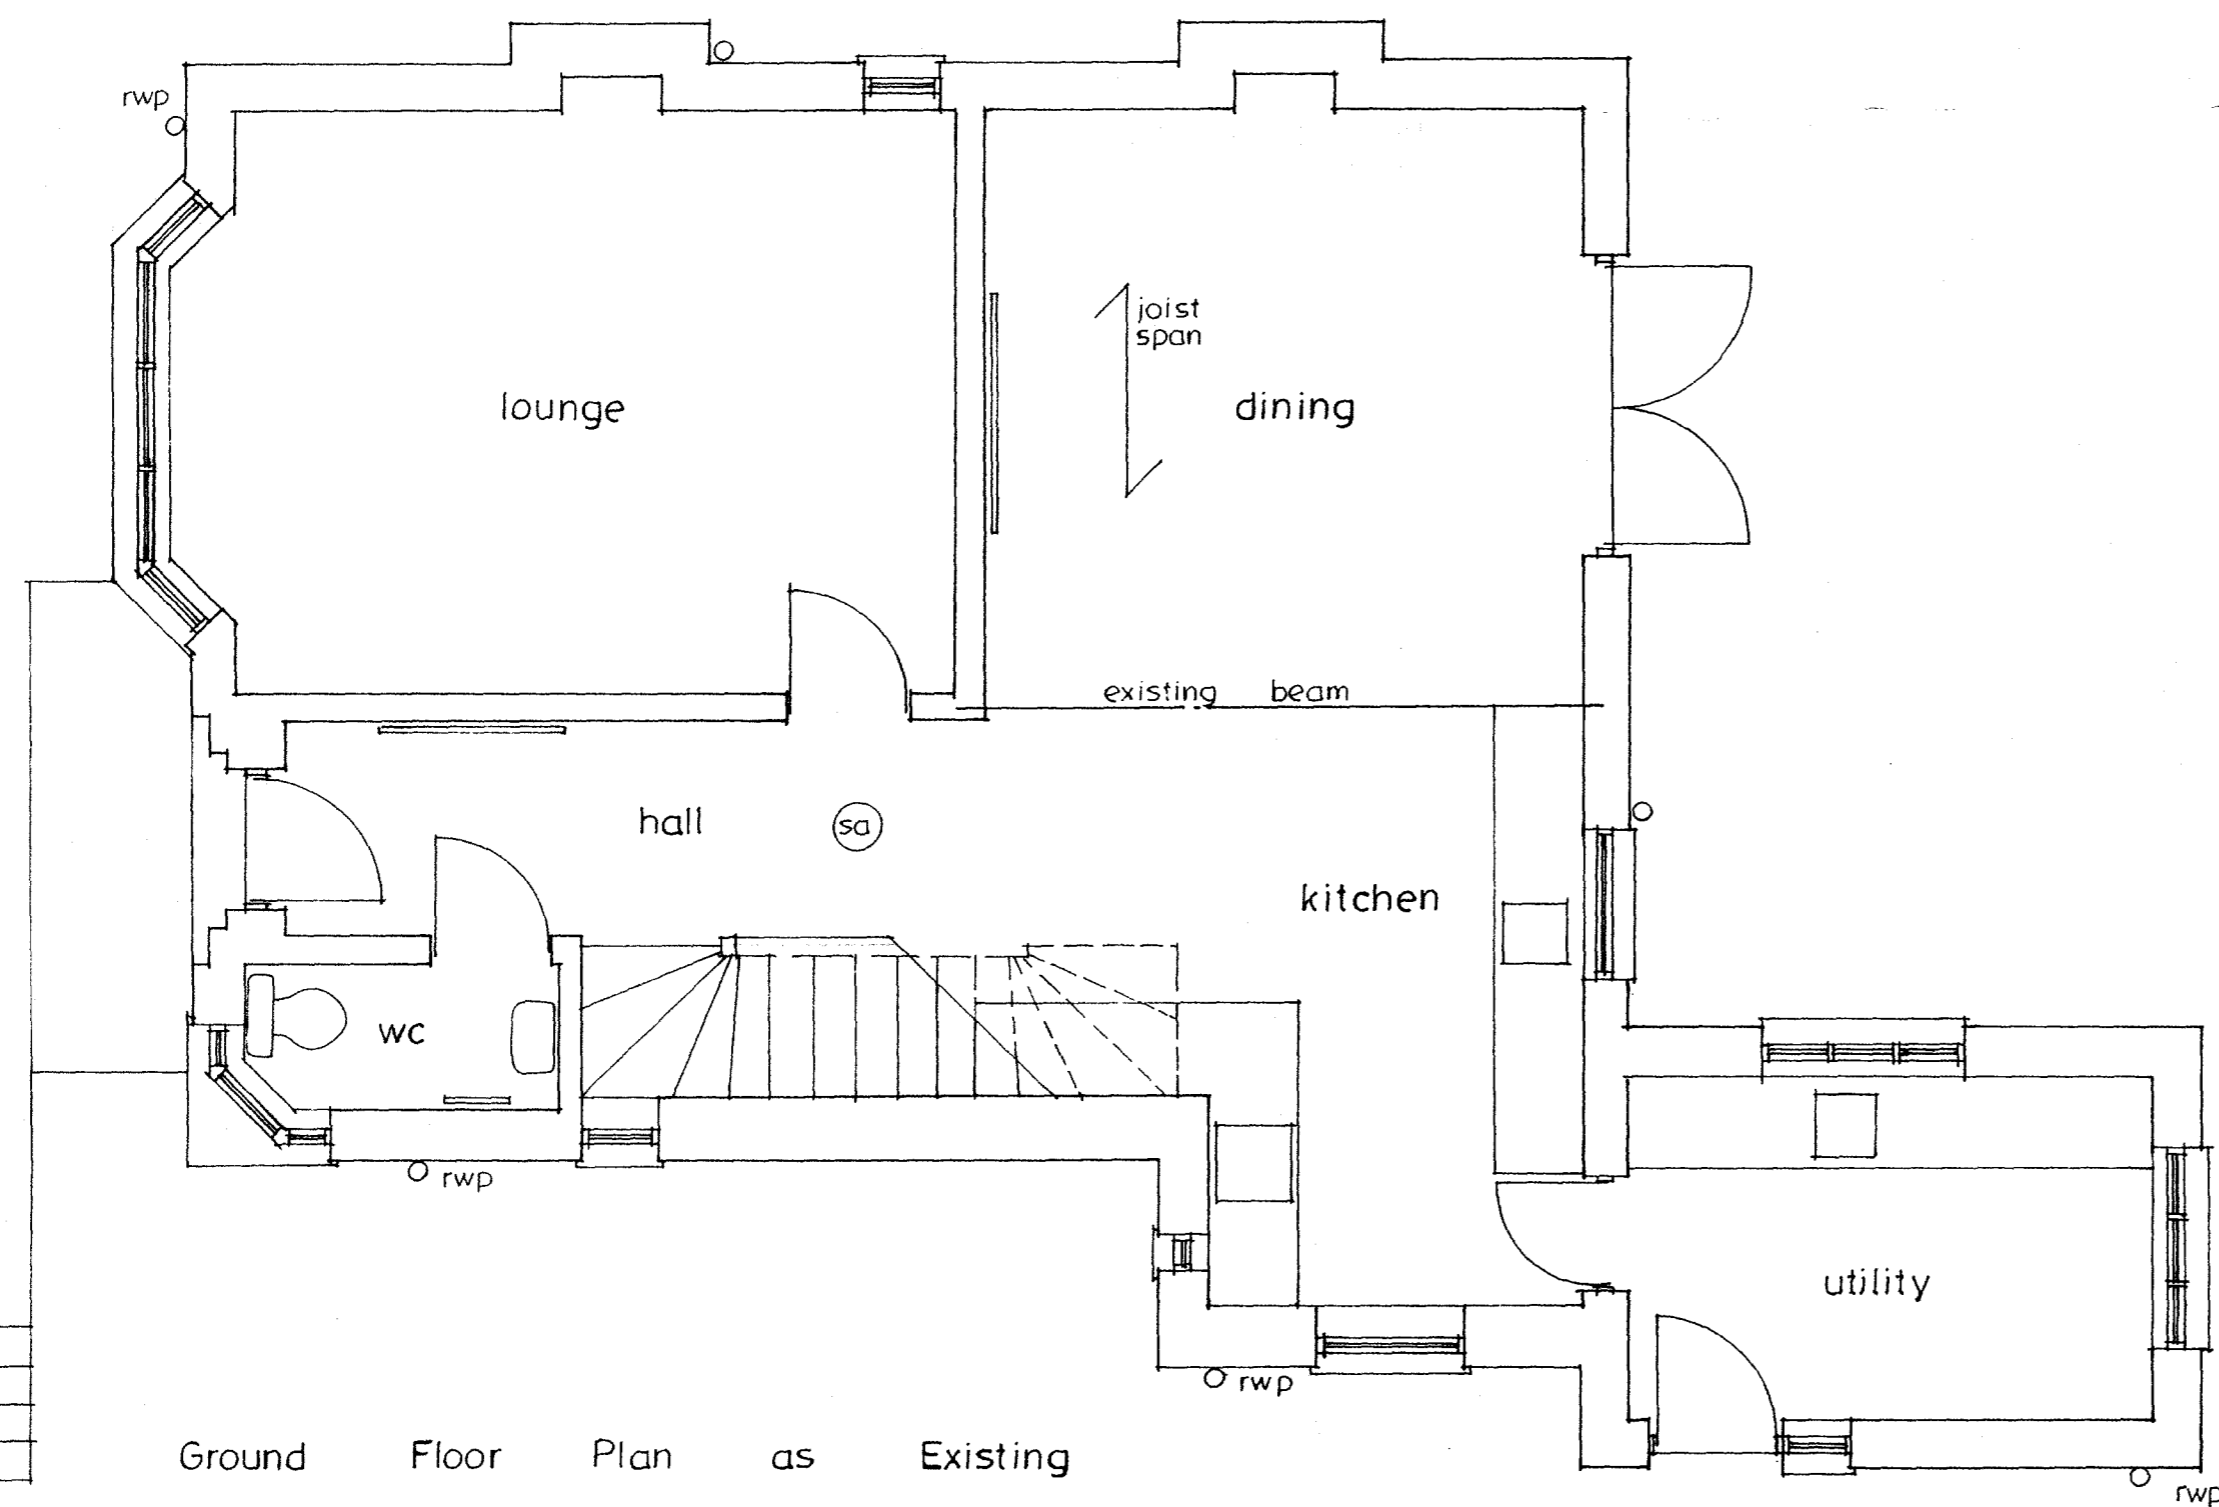 rwp
joist
span
lounge
dining
existing beam
hall
sa
kitchen
wc
rwp
utility
rwp
Ground Floor Plan as Existing
rwp